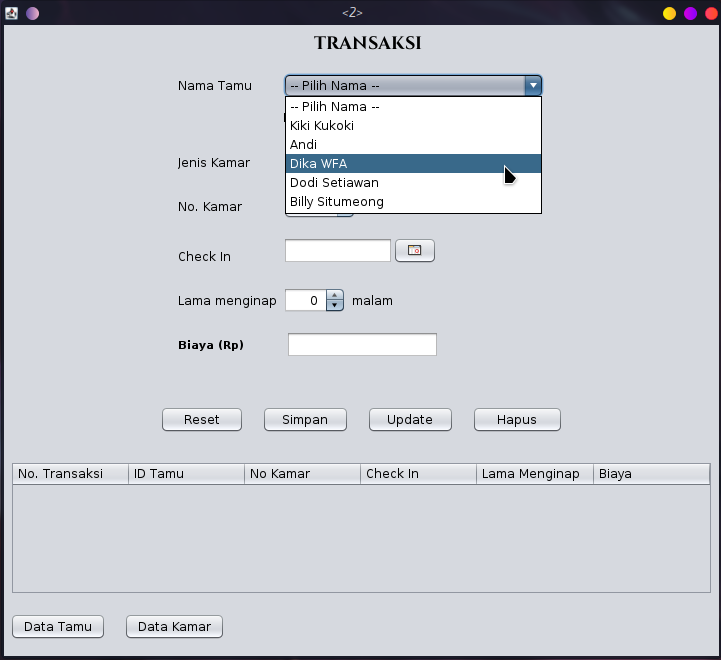 <2>
TRANSAKSI
Nama Tamu -- Pilih Nama --
-- Pilih Nama --
Kiki Kukoki
Andi
Dika WFA
Jenis Kamar
Dodi Setiawan
Billy Situmeong
No. Kamar
Check In
Lama menginap 0 malam
Biaya (Rp)
Reset Simpan Update Hapus
No. Transaksi ID Tamu No Kamar Check In Lama Menginap Biaya
Data Tamu Data Kamar